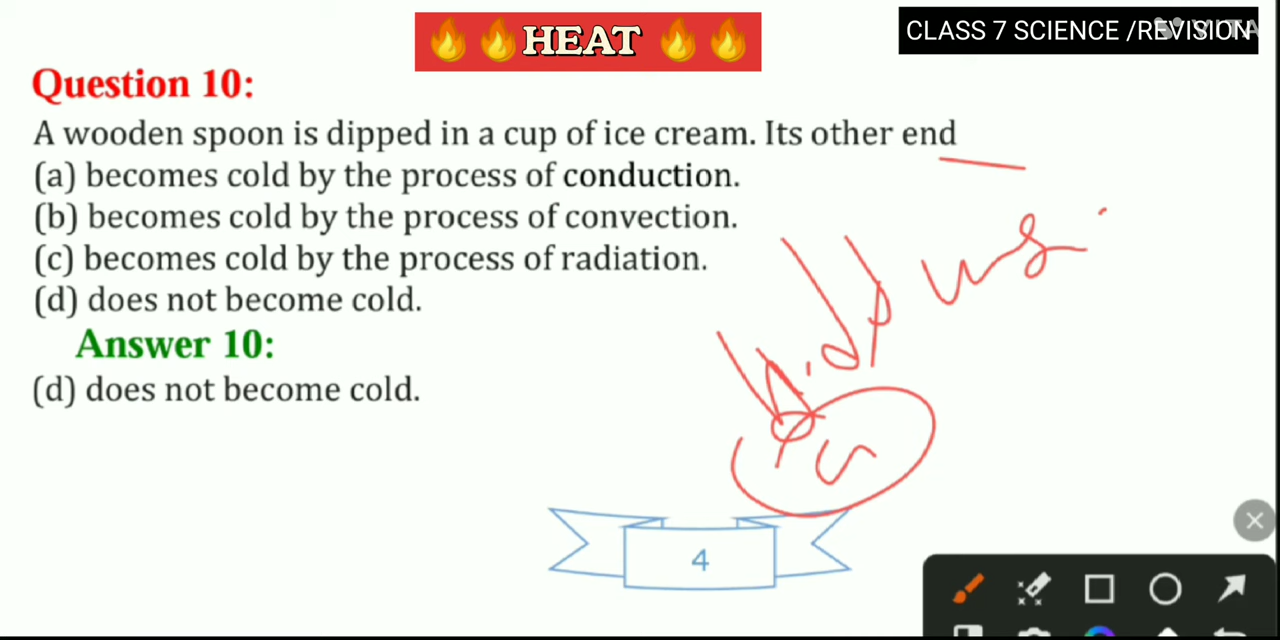 🔥🔥 HEAT 🔥🔥
CLASS 7 SCIENCE /REVISION
Question 10:
A wooden spoon is dipped in a cup of ice cream. Its other end
(a) becomes cold by the process of conduction.
(b) becomes cold by the process of convection.
(c) becomes cold by the process of radiation.
(d) does not become cold.
Answer 10:
(d) does not become cold.
4